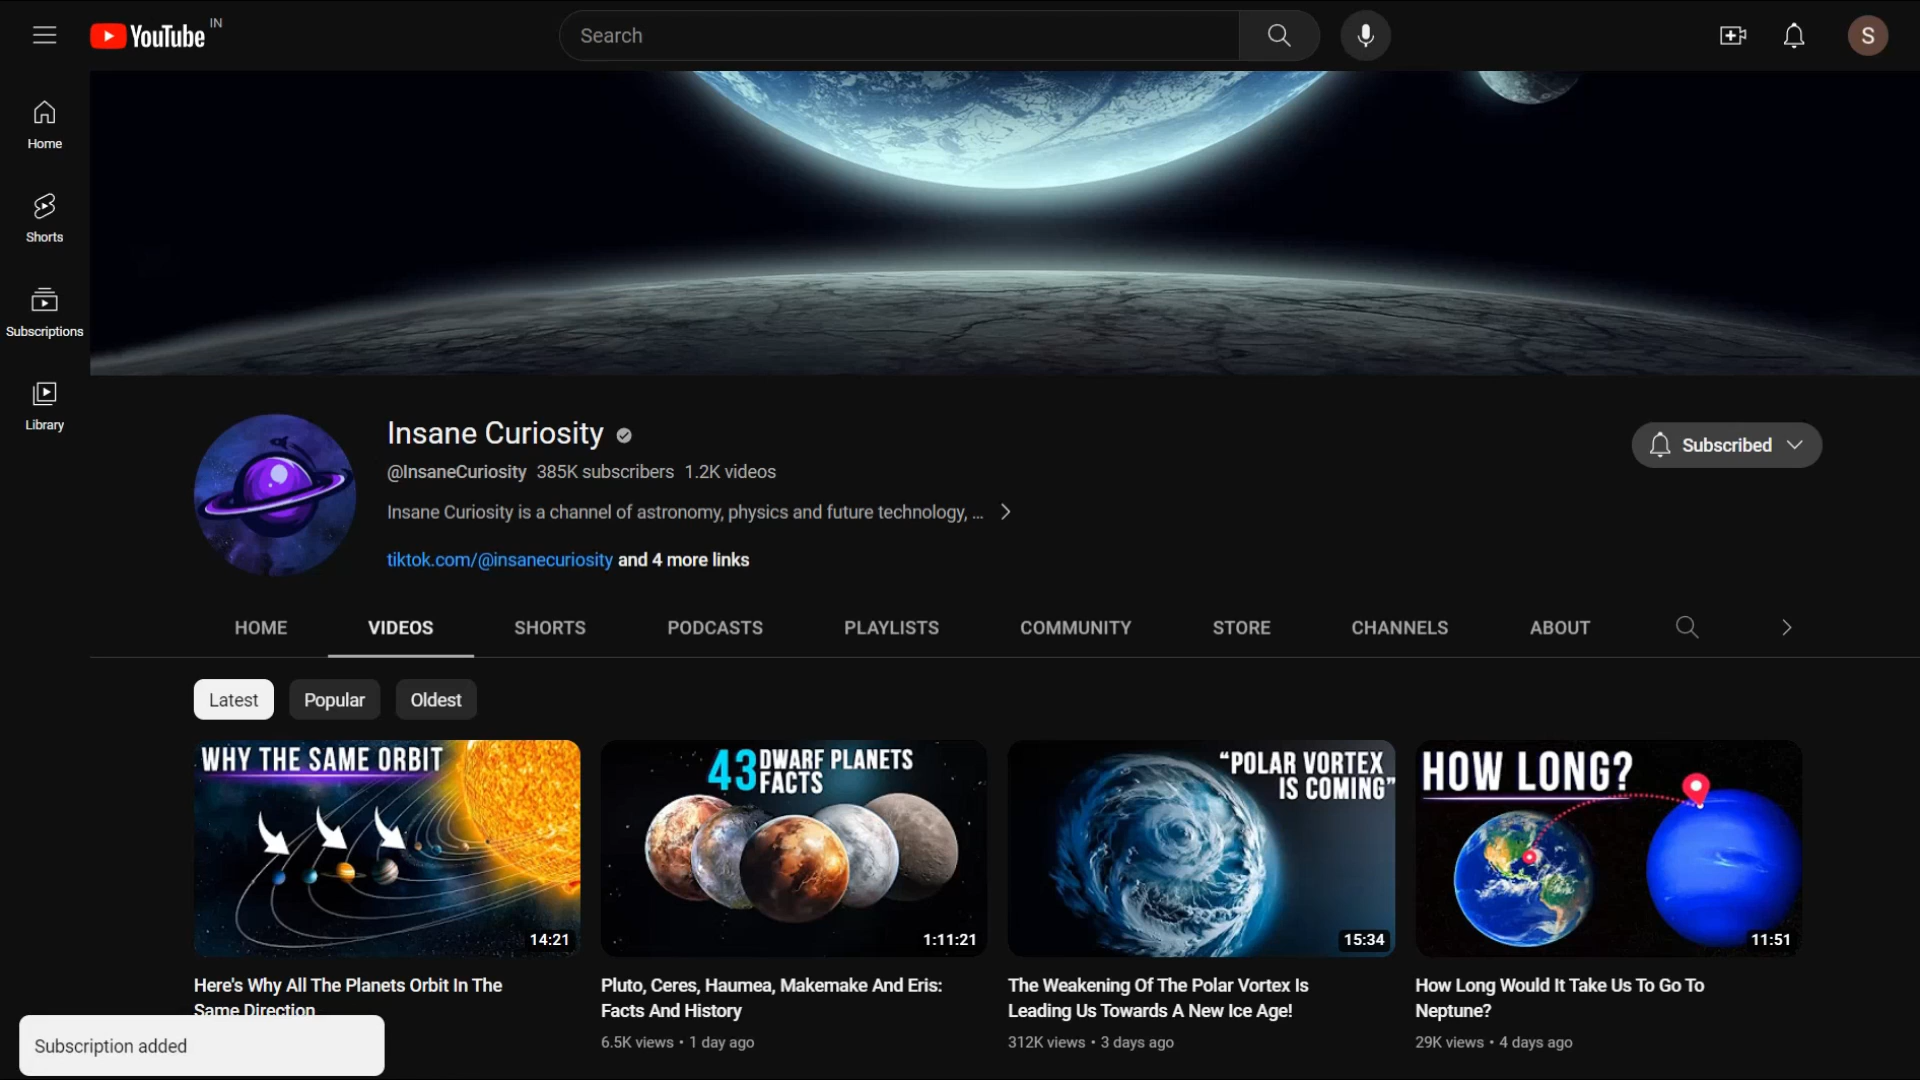 YouTube IN
Search
S
Home
Shorts
Subscriptions
Library
Insane Curiosity
@InsaneCuriosity 385K subscribers 1.2K videos
Insane Curiosity is a channel of astronomy, physics and future technology, ...
tiktok.com/@insanecuriosity and 4 more links
Subscribed
HOME VIDEOS SHORTS PODCASTS PLAYLISTS COMMUNITY STORE CHANNELS ABOUT
Latest Popular Oldest
WHY THE SAME ORBIT
14:21
43 DWARF PLANETS
FACTS
1:11:21
“POLAR VORTEX
IS COMING”
15:34
HOW LONG?
11:51
Here's Why All The Planets Orbit In The
Same Direction
Pluto, Ceres, Haumea, Makemake And Eris:
Facts And History
6.5K views • 1 day ago
The Weakening Of The Polar Vortex Is
Leading Us Towards A New Ice Age!
312K views • 3 days ago
How Long Would It Take Us To Go To
Neptune?
29K views • 4 days ago
Subscription added